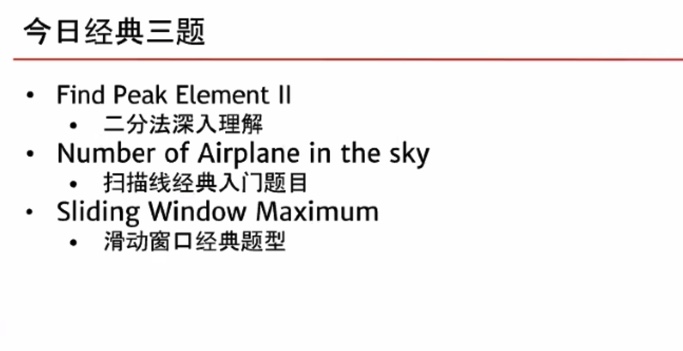 今日经典三题
• Find Peak Element II
• 二分法深入理解
• Number of Airplane in the sky
• 扫描线经典入门题目
• Sliding Window Maximum
• 滑动窗口经典题型